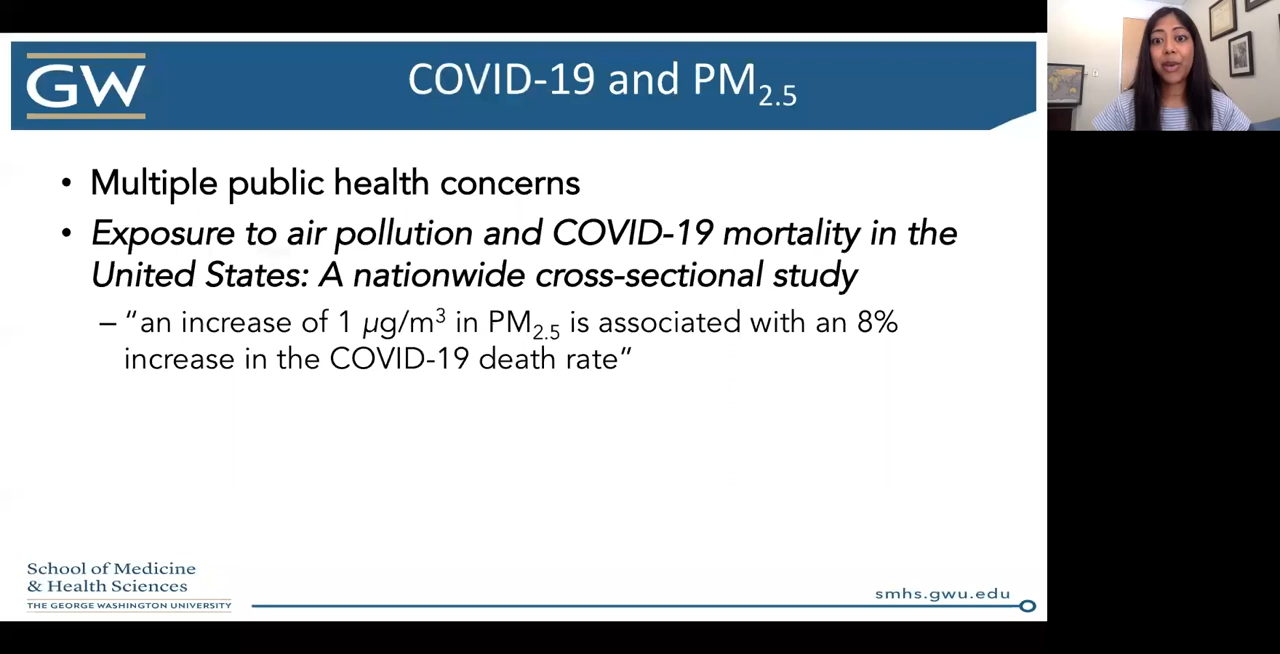 GW
COVID-19 and PM2.5
• Multiple public health concerns
• Exposure to air pollution and COVID-19 mortality in the
United States: A nationwide cross-sectional study
– “an increase of 1 µg/m³ in PM2.5 is associated with an 8%
increase in the COVID-19 death rate”
School of Medicine
& Health Sciences
THE GEORGE WASHINGTON UNIVERSITY
smhs.gwu.edu